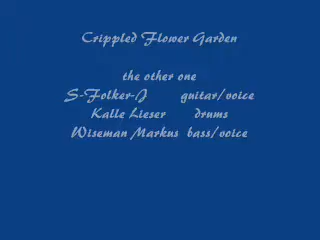 Crippled Flower Garden
the other one
S-Folker-J guitar/voice
Kalle Lieser drums
Wiseman Markus bass/voice